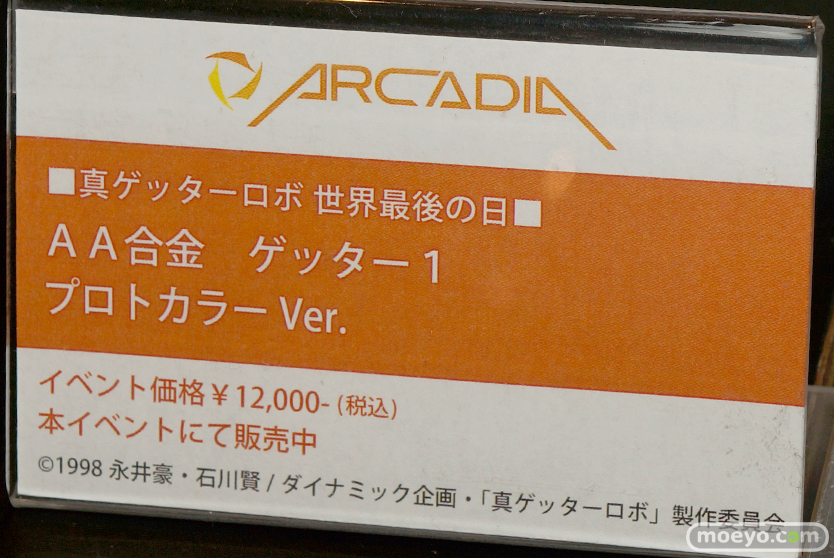 ARCADIA
■真ゲッターロボ 世界最後の日■
ＡＡ合金　ゲッター１
プロトカラー Ver.
イベント価格￥12,000- (税込)
本イベントにて販売中
©1998 永井豪・石川賢 / ダイナミック企画・「真ゲッターロボ」製作委員会
moeyo.com